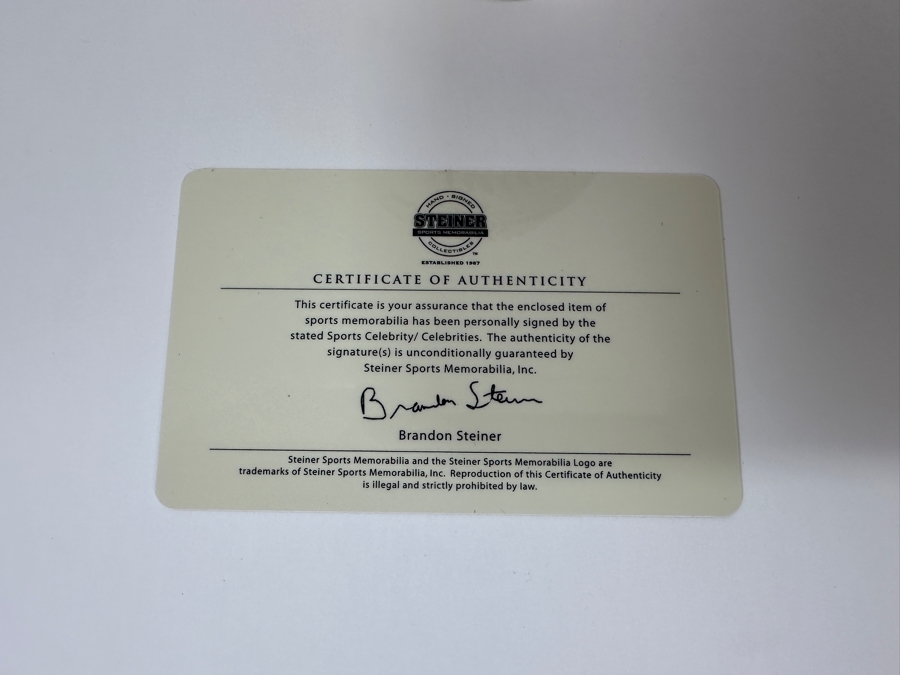 HAND • SIGNED
STEINER
SPORTS MEMORABILIA
COLLECTIBLES
TM
ESTABLISHED 1987
CERTIFICATE OF AUTHENTICITY
This certificate is your assurance that the enclosed item of
sports memorabilia has been personally signed by the
stated Sports Celebrity/ Celebrities. The authenticity of the
signature(s) is unconditionally guaranteed by
Steiner Sports Memorabilia, Inc.
Brandon Steiner
Brandon Steiner
Steiner Sports Memorabilia and the Steiner Sports Memorabilia Logo are
trademarks of Steiner Sports Memorabilia, Inc. Reproduction of this Certificate of Authenticity
is illegal and strictly prohibited by law.